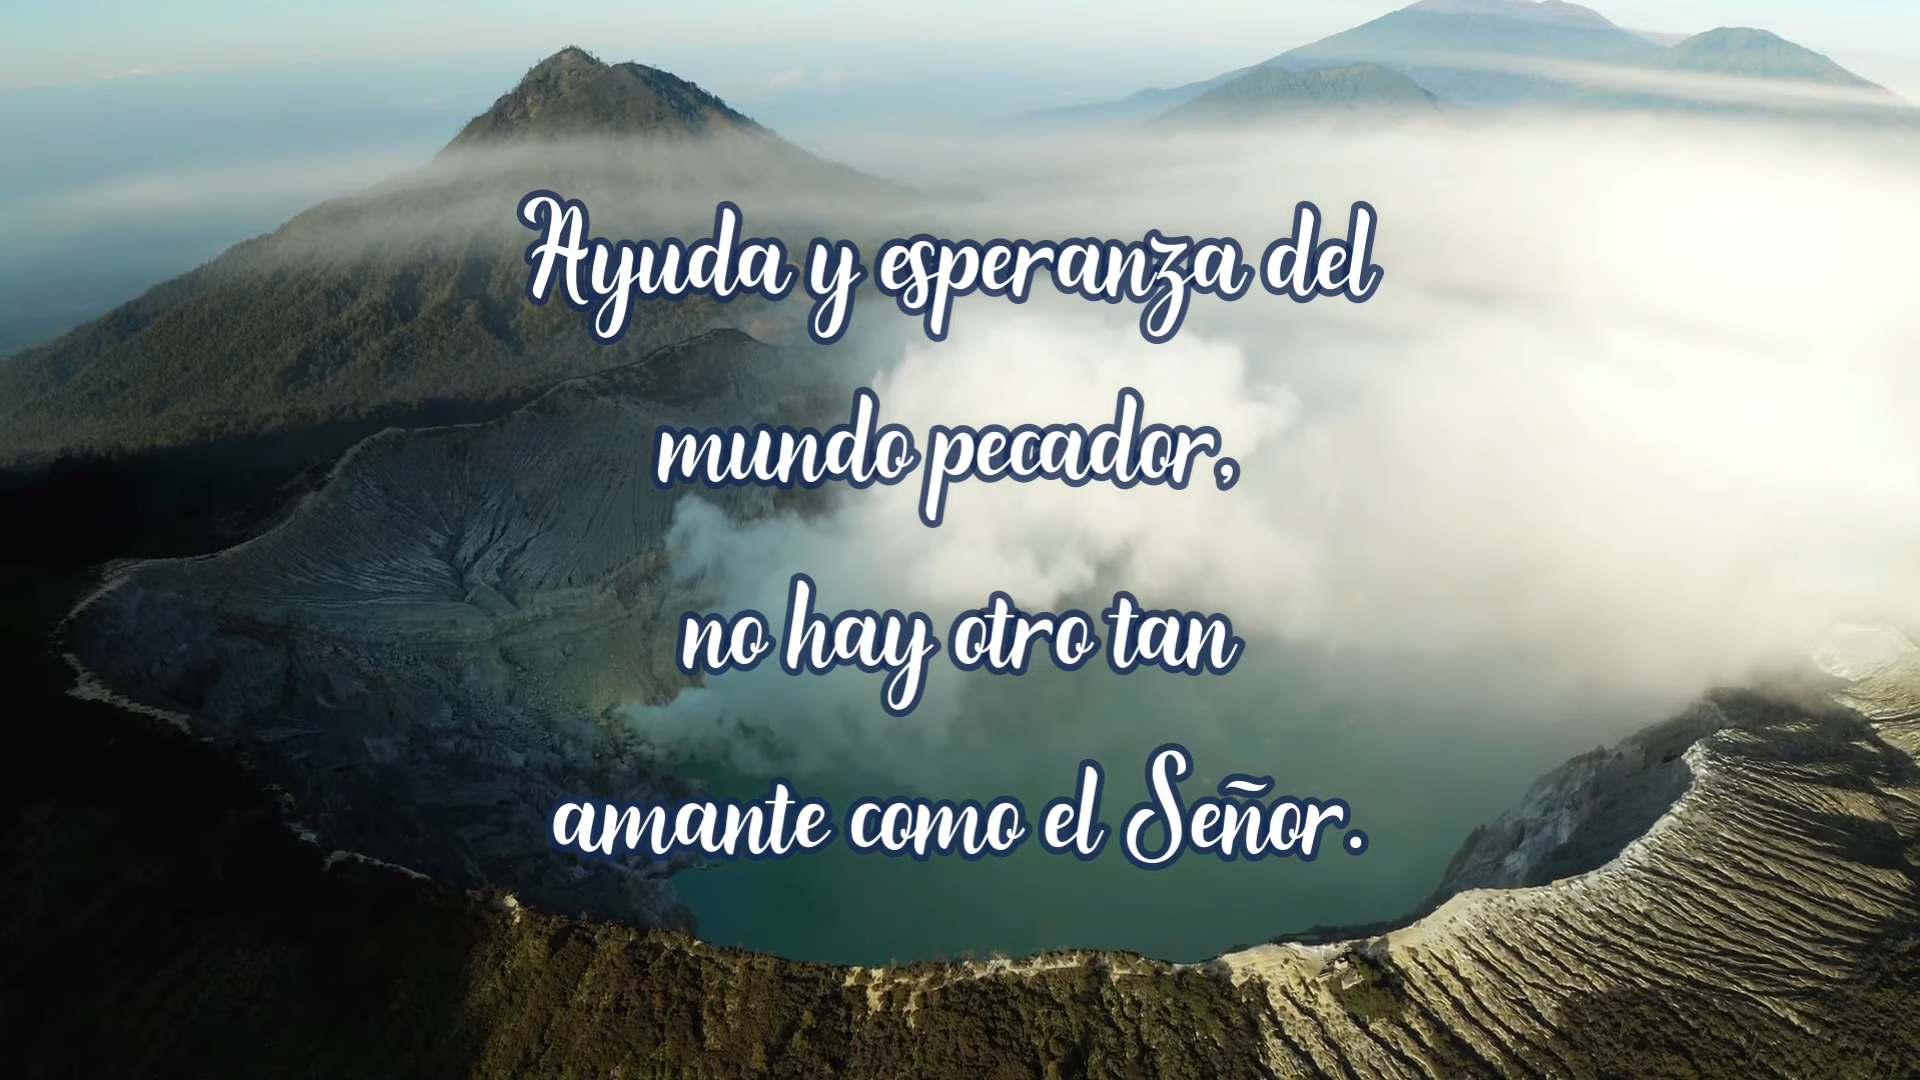 Ayuda y esperanza del
mundo pecador,
no hay otro tan
amante como el Señor.